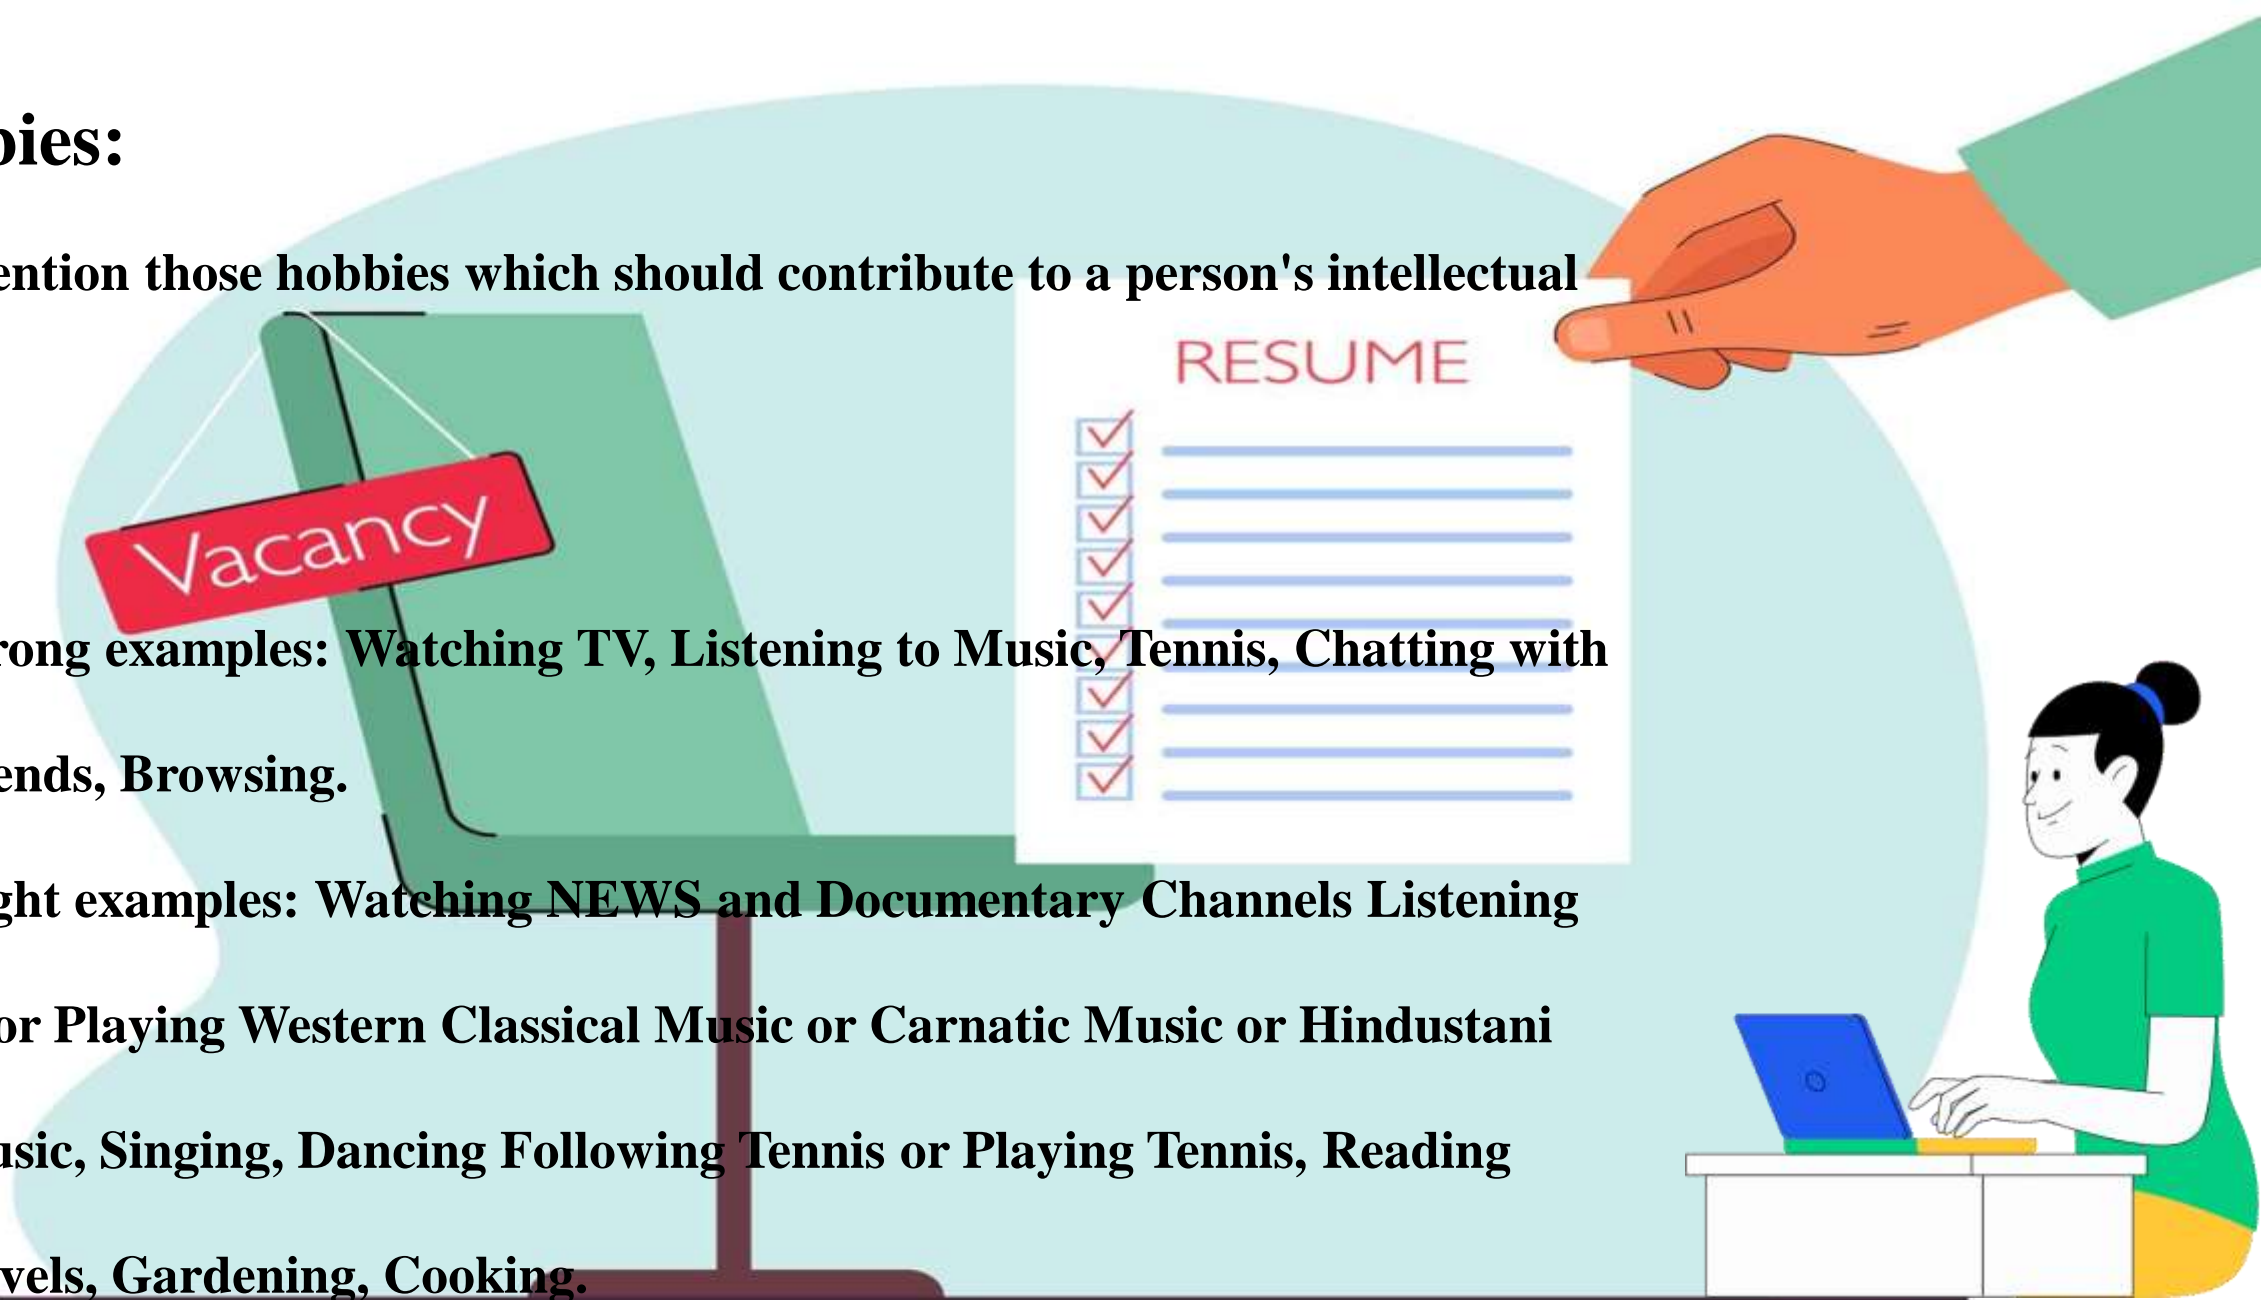 bies:
ention those hobbies which should contribute to a person's intellectual
RESUME
Vacancy
rong examples: Watching TV, Listening to Music, Tennis, Chatting with
ends, Browsing.
ght examples: Watching NEWS and Documentary Channels Listening
or Playing Western Classical Music or Carnatic Music or Hindustani
usic, Singing, Dancing Following Tennis or Playing Tennis, Reading
vels, Gardening, Cooking.